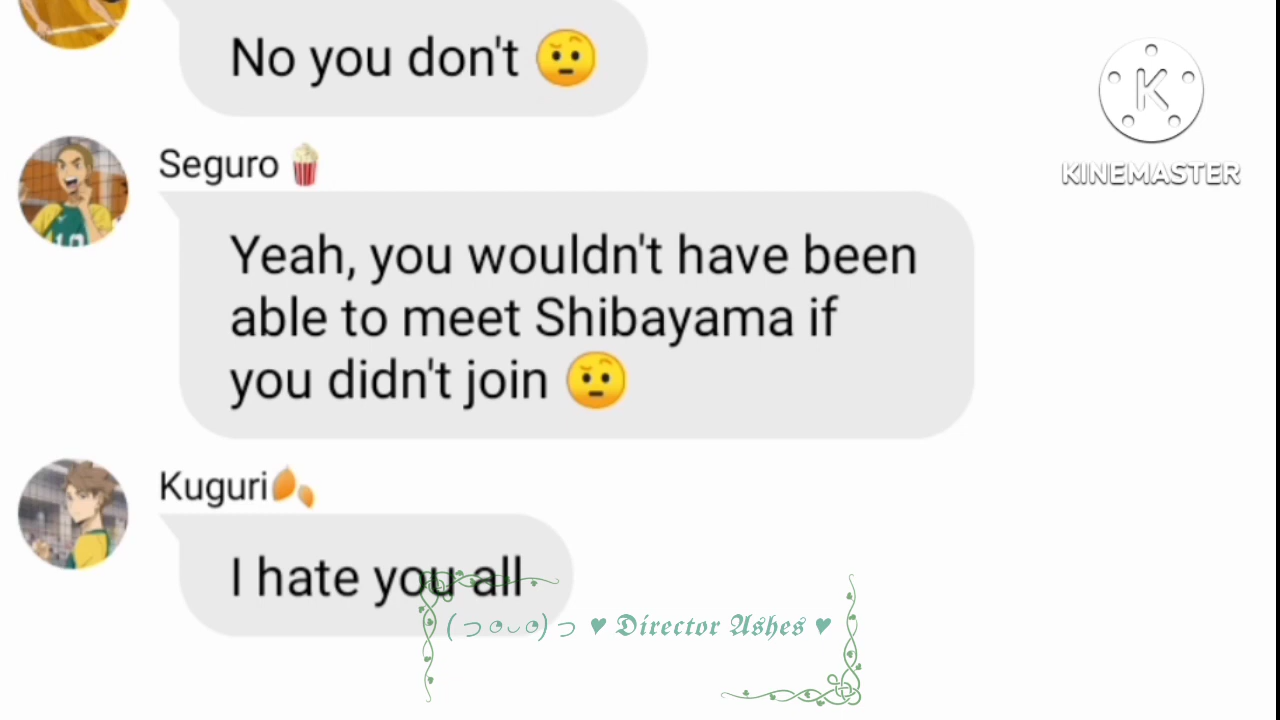 No you don't 🤨
Seguro 🍿
Yeah, you wouldn't have been
able to meet Shibayama if
you didn't join 🤨
Kuguri
I hate you all
(っ◔◡◔)っ ♥ Director Ashes ♥
K
KINEMASTER